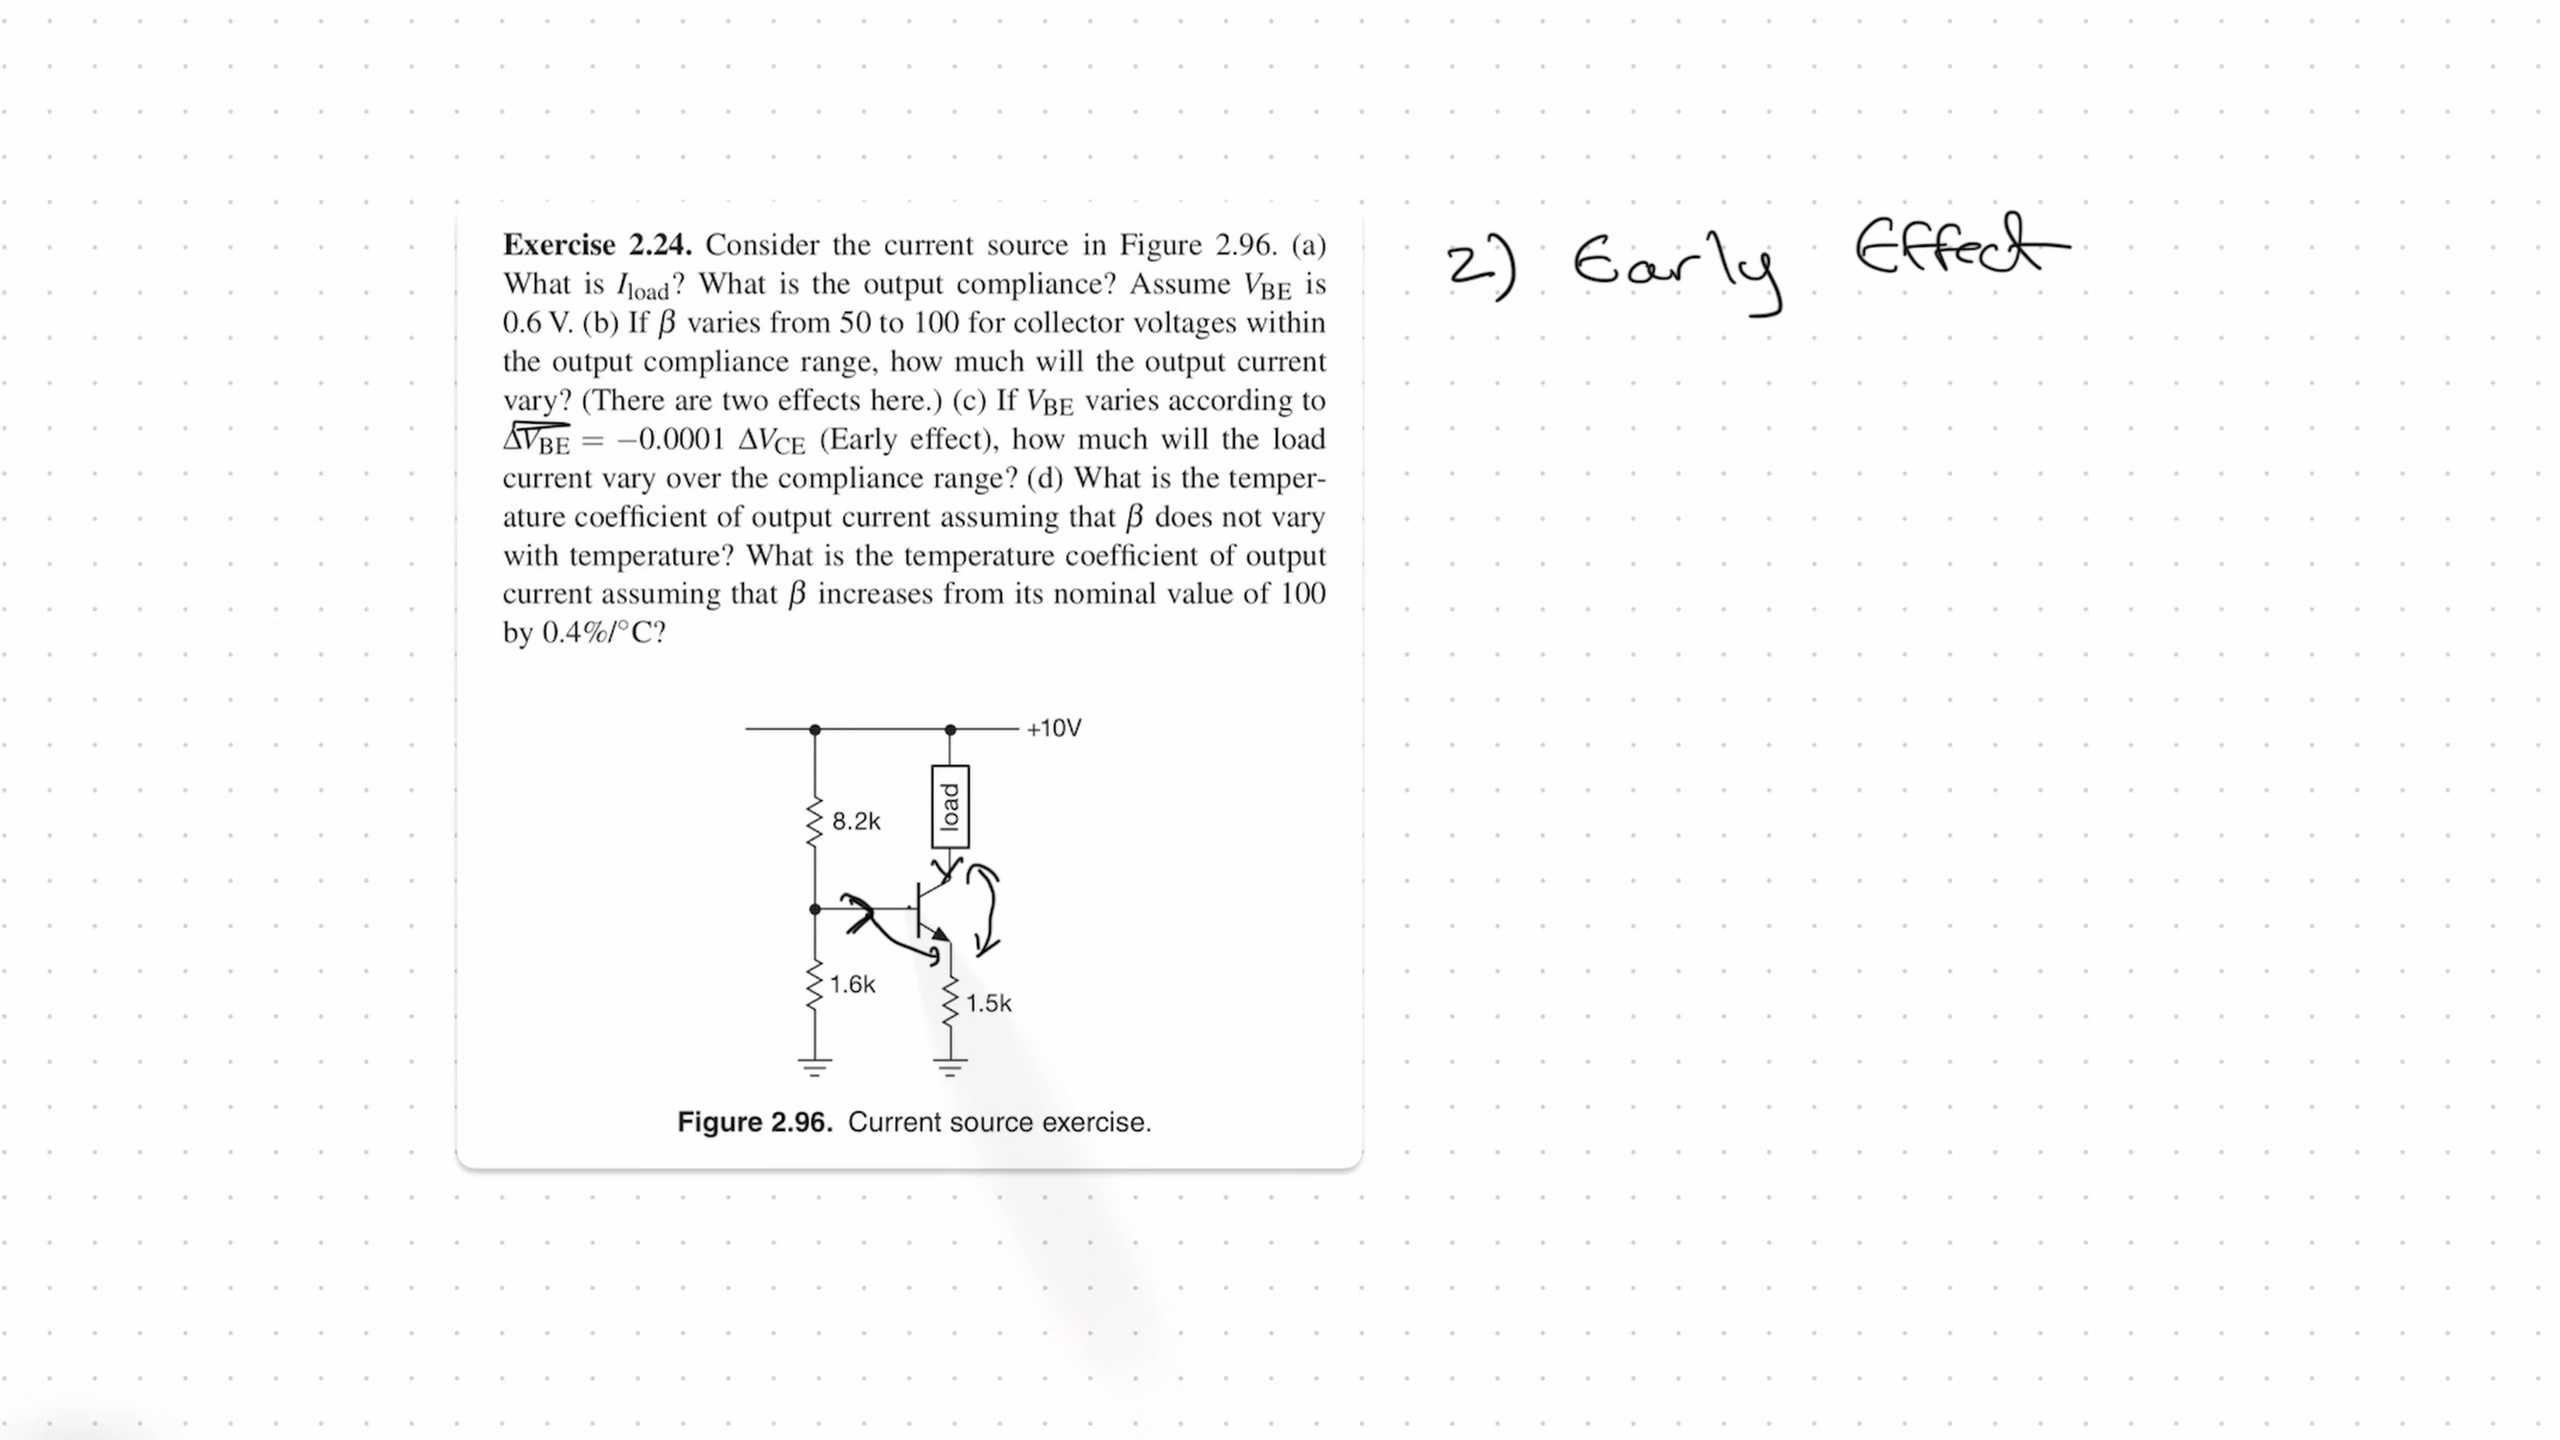 Exercise 2.24. Consider the current source in Figure 2.96. (a)
What is Iload? What is the output compliance? Assume VBE is
0.6 V. (b) If β varies from 50 to 100 for collector voltages within
the output compliance range, how much will the output current
vary? (There are two effects here.) (c) If VBE varies according to
ΔVBE = −0.0001 ΔVCE (Early effect), how much will the load
current vary over the compliance range? (d) What is the temper-
ature coefficient of output current assuming that β does not vary
with temperature? What is the temperature coefficient of output
current assuming that β increases from its nominal value of 100
by 0.4%/°C?
2) Early Effect
+10V
load
8.2k
1.6k
1.5k
Figure 2.96. Current source exercise.